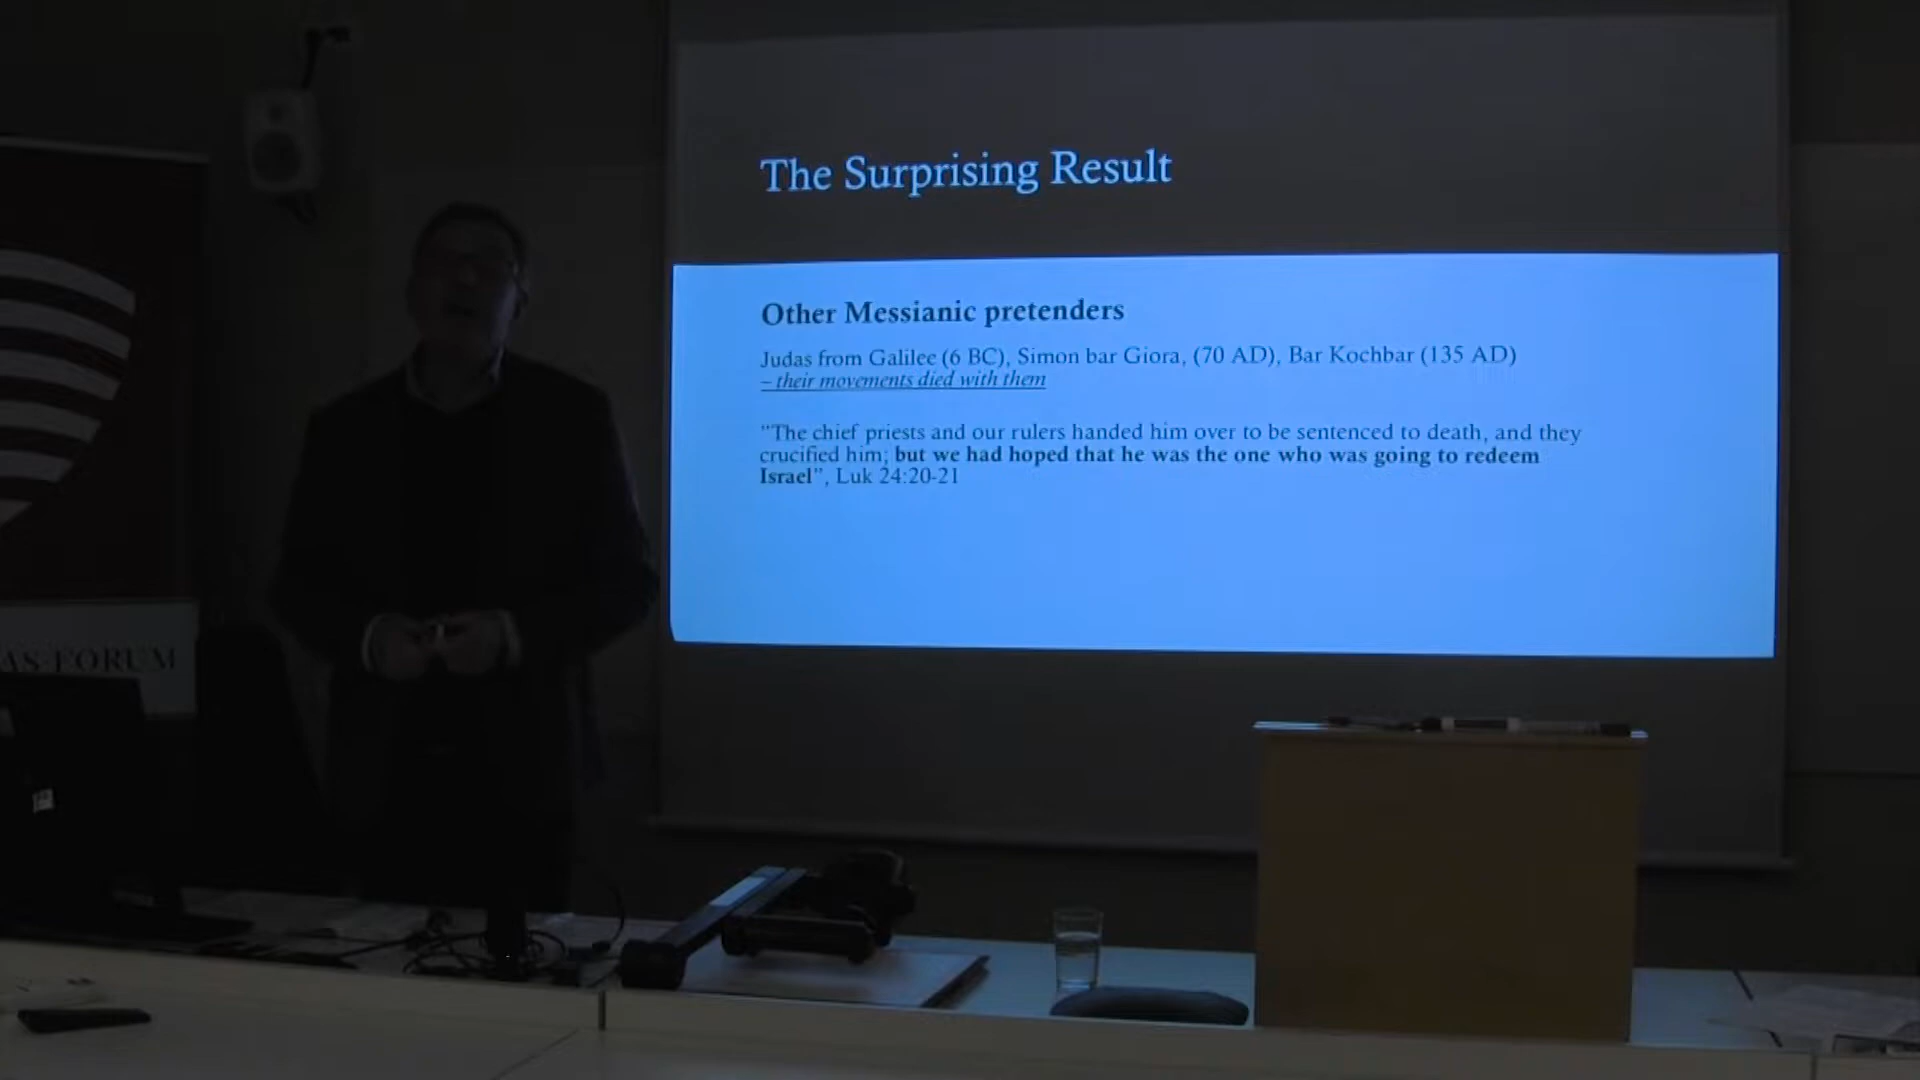 The Surprising Result
Other Messianic pretenders
Judas from Galilee (6 BC), Simon bar Giora, (70 AD), Bar Kochbar (135 AD)
– their movements died with them
"The chief priests and our rulers handed him over to be sentenced to death, and they
crucified him; but we had hoped that he was the one who was going to redeem
Israel", Luk 24:20-21
AS FORUM